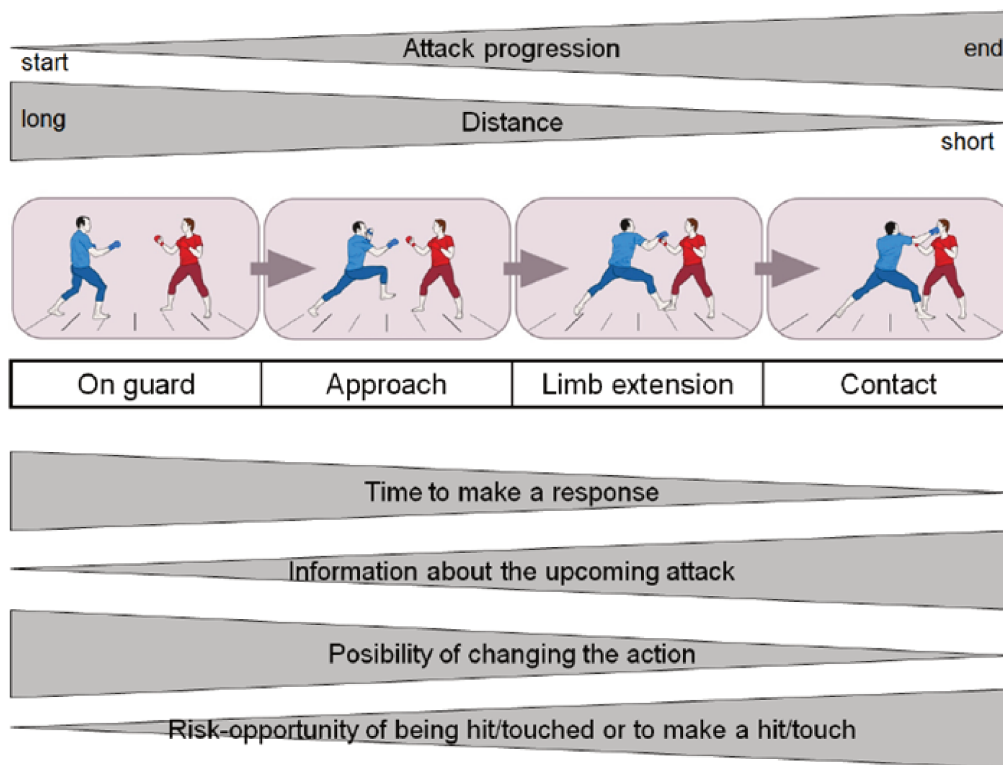 Attack progression
start
end
long
Distance
short
On guard
Approach
Limb extension
Contact
Time to make a response
Information about the upcoming attack
Posibility of changing the action
Risk-opportunity of being hit/touched or to make a hit/touch